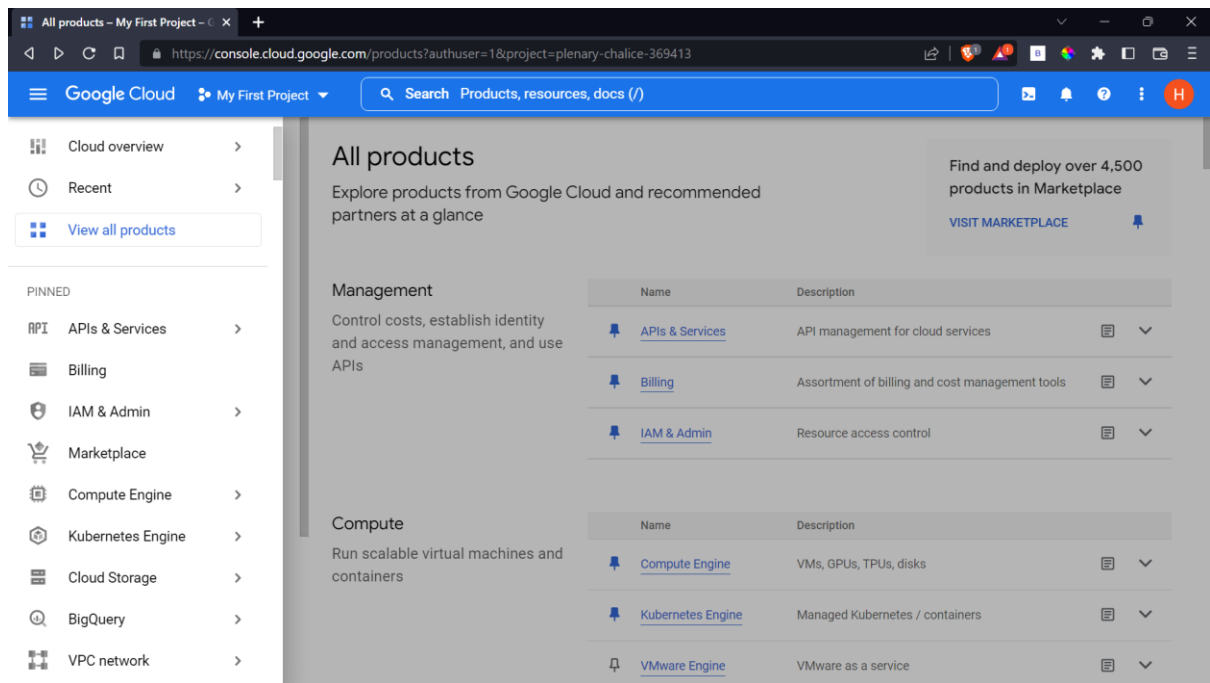 All products – My First Project – G
https://console.cloud.google.com/products?authuser=1&project=plenary-chalice-369413
Google Cloud
My First Project
Search Products, resources, docs (/)
H
Cloud overview
Recent
View all products
PINNED
API APIs & Services
Billing
IAM & Admin
Marketplace
Compute Engine
Kubernetes Engine
Cloud Storage
BigQuery
VPC network
All products
Explore products from Google Cloud and recommended
partners at a glance
Find and deploy over 4,500
products in Marketplace
VISIT MARKETPLACE
Management
Control costs, establish identity
and access management, and use
APIs
Name Description
APIs & Services API management for cloud services
Billing Assortment of billing and cost management tools
IAM & Admin Resource access control
Compute
Run scalable virtual machines and
containers
Name Description
Compute Engine VMs, GPUs, TPUs, disks
Kubernetes Engine Managed Kubernetes / containers
VMware Engine VMware as a service